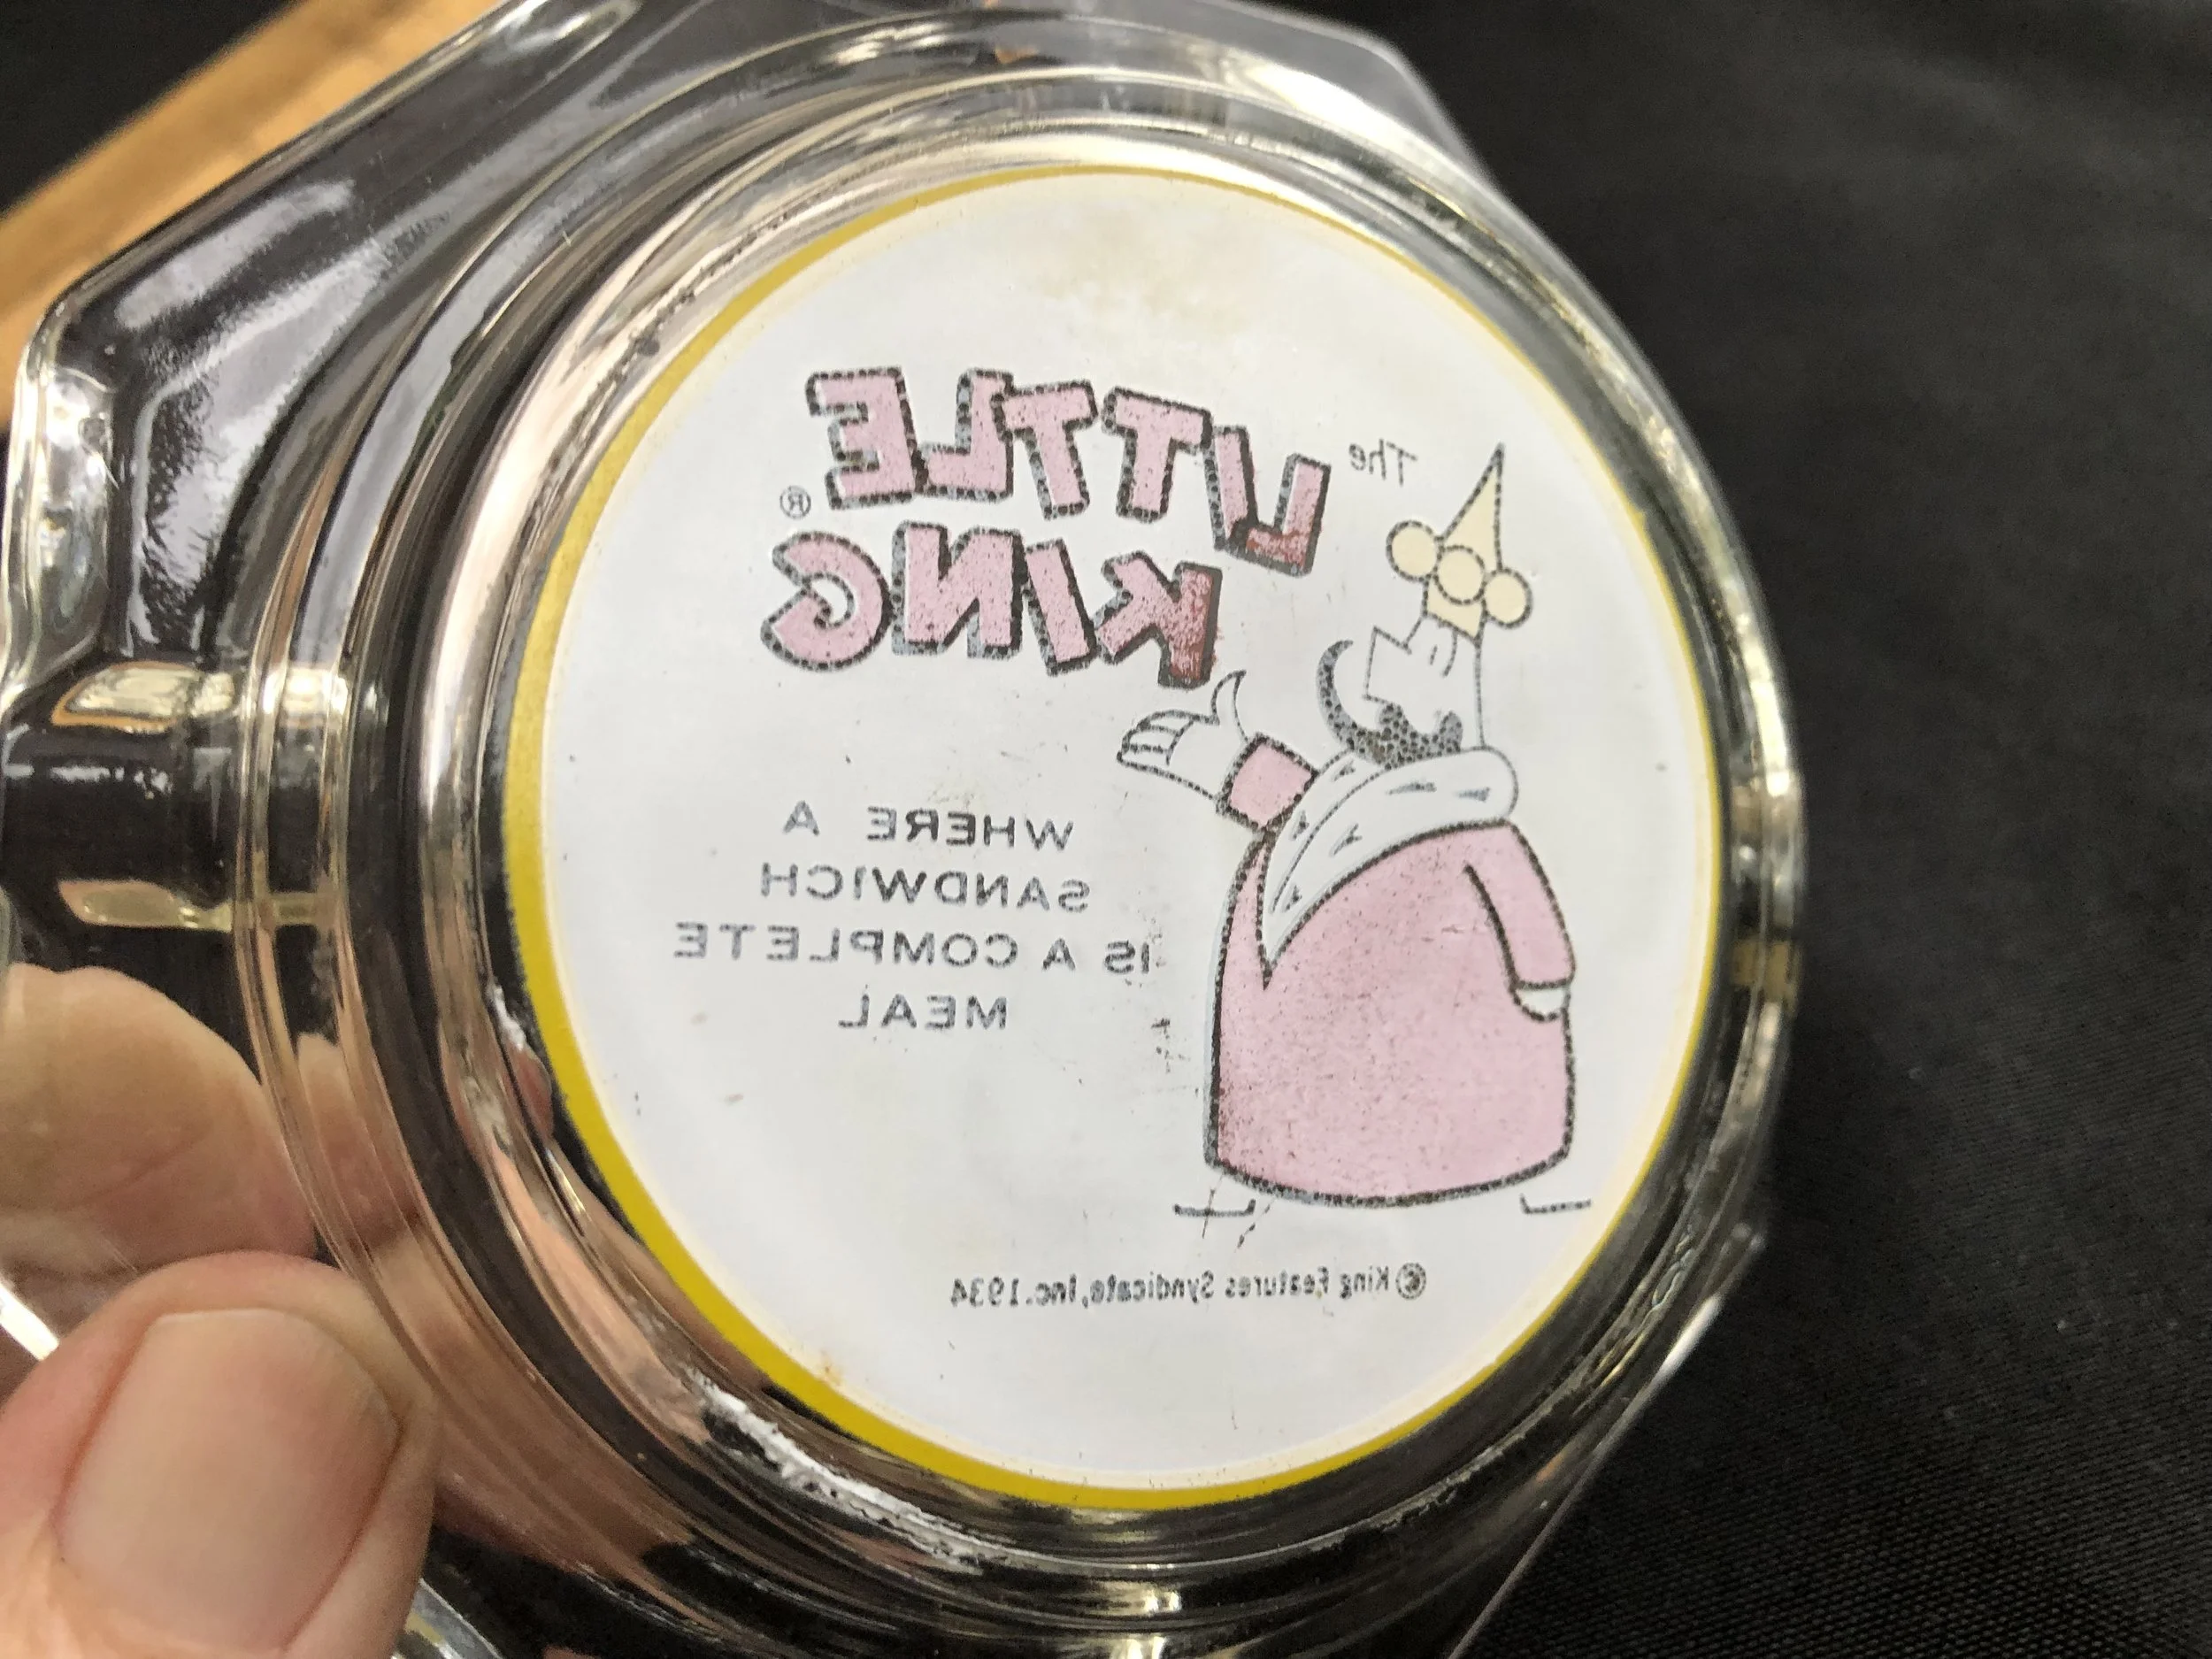 The
LITTLE
KING®
WHERE A
SANDWICH
IS A COMPLETE
MEAL
© King Features Syndicate, Inc. 1934